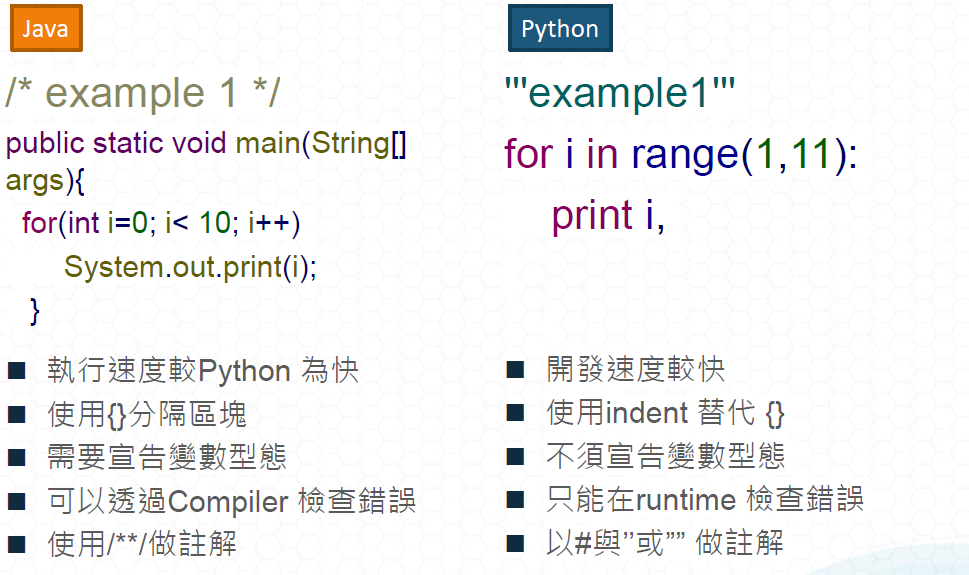 Java
/* example 1 */
public static void main(String[]
args){
for(int i=0; i< 10; i++)
System.out.print(i);
}
■ 執行速度較Python 為快
■ 使用{}分隔區塊
■ 需要宣告變數型態
■ 可以透過Compiler 檢查錯誤
■ 使用/**/做註解
Python
'''example1'''
for i in range(1,11):
print i,
■ 開發速度較快
■ 使用indent 替代 {}
■ 不須宣告變數型態
■ 只能在runtime 檢查錯誤
■ 以#與’’或”” 做註解